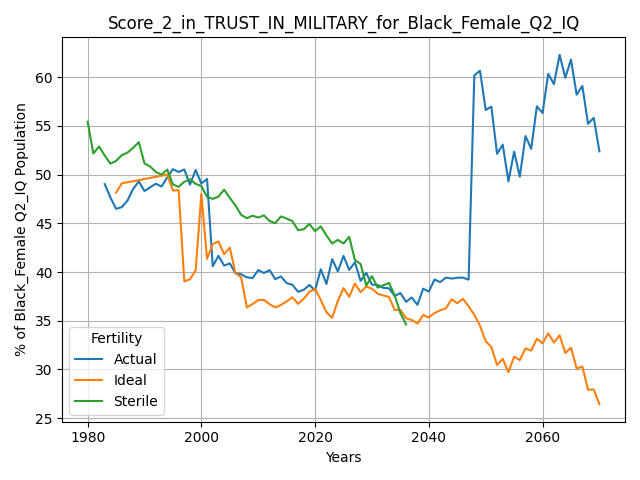 Score_2_in_TRUST_IN_MILITARY_for_Black_Female_Q2_IQ
% of Black_Female Q2_IQ Population
60
55
50
45
40
35
30
25
Fertility
Actual
Ideal
Sterile
1980 2000 2020 2040 2060
Years